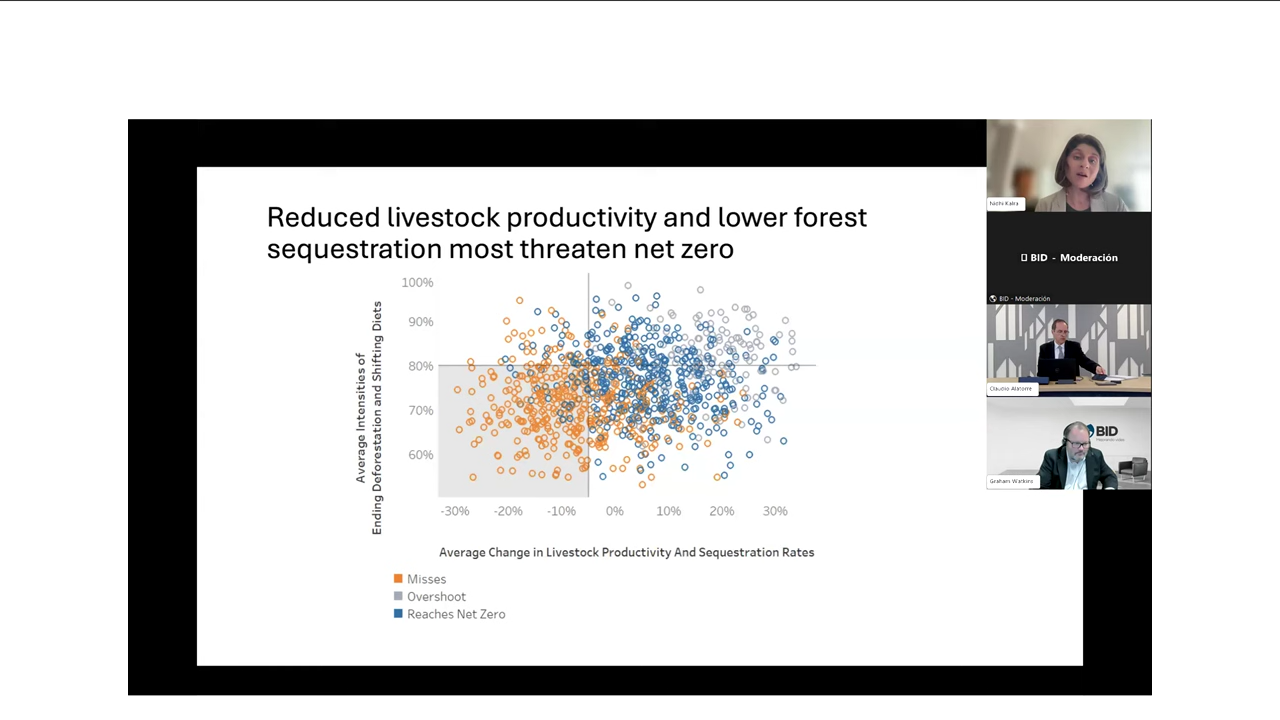 Reduced livestock productivity and lower forest
sequestration most threaten net zero
Average Intensities of
Ending Deforestation and Shifting Diets
100%
90%
80%
70%
60%
-30%
-20%
-10%
0%
10%
20%
30%
Average Change in Livestock Productivity And Sequestration Rates
Misses
Overshoot
Reaches Net Zero
Nidhi Kalra
BID - Moderación
BID - Moderación
Claudio Alatorre
BID
Graham Watkins